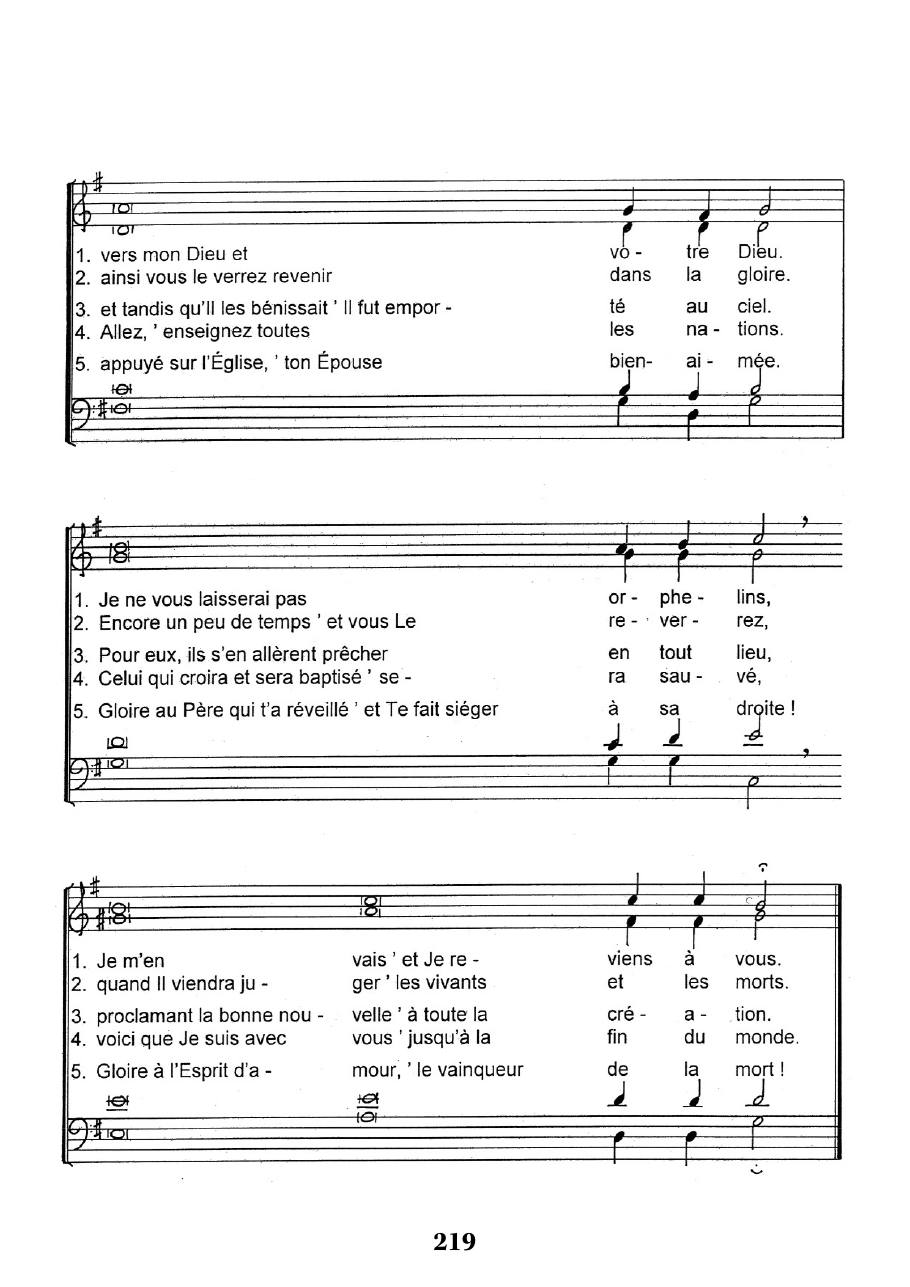 1. vers mon Dieu et vo - tre Dieu.
2. ainsi vous le verrez revenir dans la gloire.
3. et tandis qu'Il les bénissait ' Il fut empor - té au ciel.
4. Allez, ' enseignez toutes les na - tions.
5. appuyé sur l'Église, ' ton Épouse bien- ai - mée.
1. Je ne vous laisserai pas or - phe - lins,
2. Encore un peu de temps ' et vous Le re - ver - rez,
3. Pour eux, ils s'en allèrent prêcher en tout lieu,
4. Celui qui croira et sera baptisé ' se - ra sau - vé,
5. Gloire au Père qui t'a réveillé ' et Te fait siéger à sa droite !
1. Je m'en vais ' et Je re - viens à vous.
2. quand Il viendra ju - ger ' les vivants et les morts.
3. proclamant la bonne nou - velle ' à toute la cré - a - tion.
4. voici que Je suis avec vous ' jusqu'à la fin du monde.
5. Gloire à l'Esprit d'a - mour, ' le vainqueur de la mort !
219